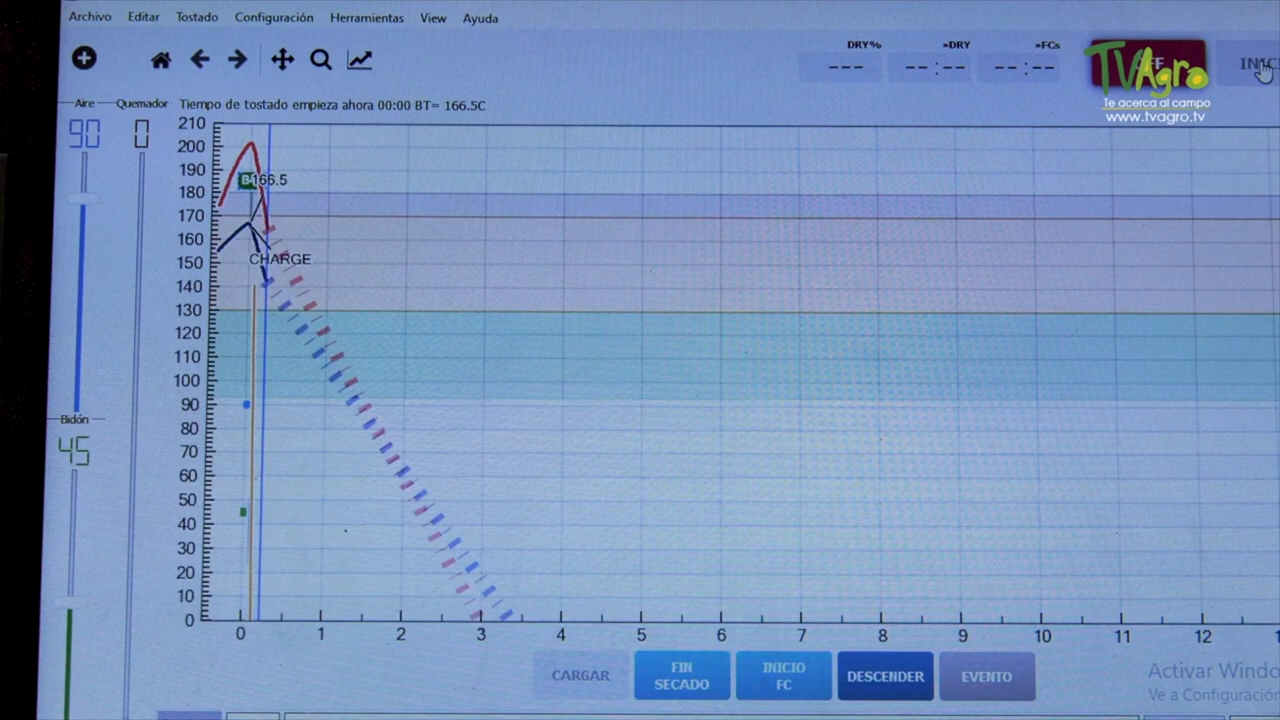 Archivo Editar Tostado Configuración Herramientas View Ayuda
DRY% »DRY »FCs
--- --:-- --:--
TVAgro
Te acerca al campo
www.tvagro.tv
Aire Quemador Tiempo de tostado empieza ahora 00:00 BT= 166.5C
90 0
210
200
190
180
170
160
150
140
130
120
110
100
90
80
70
60
50
40
30
20
10
0
166.5
CHARGE
Bidón
45
0 1 2 3 4 5 6 7 8 9 10 11 12
CARGAR
FIN
SECADO
INICIO
FC
DESCENDER
EVENTO
Activar Windo
Ve a Configuración